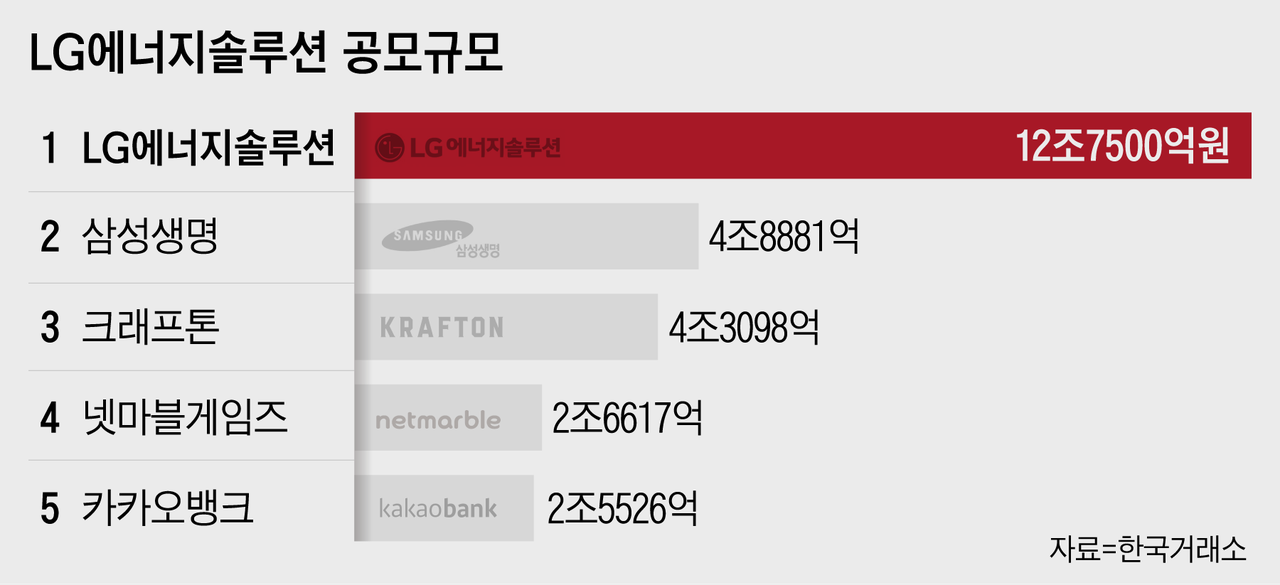 LG에너지솔루션 공모규모
1 LG에너지솔루션 LG 에너지솔루션 12조7500억원
2 삼성생명 SAMSUNG 삼성생명 4조8881억
3 크래프톤 KRAFTON 4조3098억
4 넷마블게임즈 netmarble 2조6617억
5 카카오뱅크 kakaobank 2조5526억
자료=한국거래소